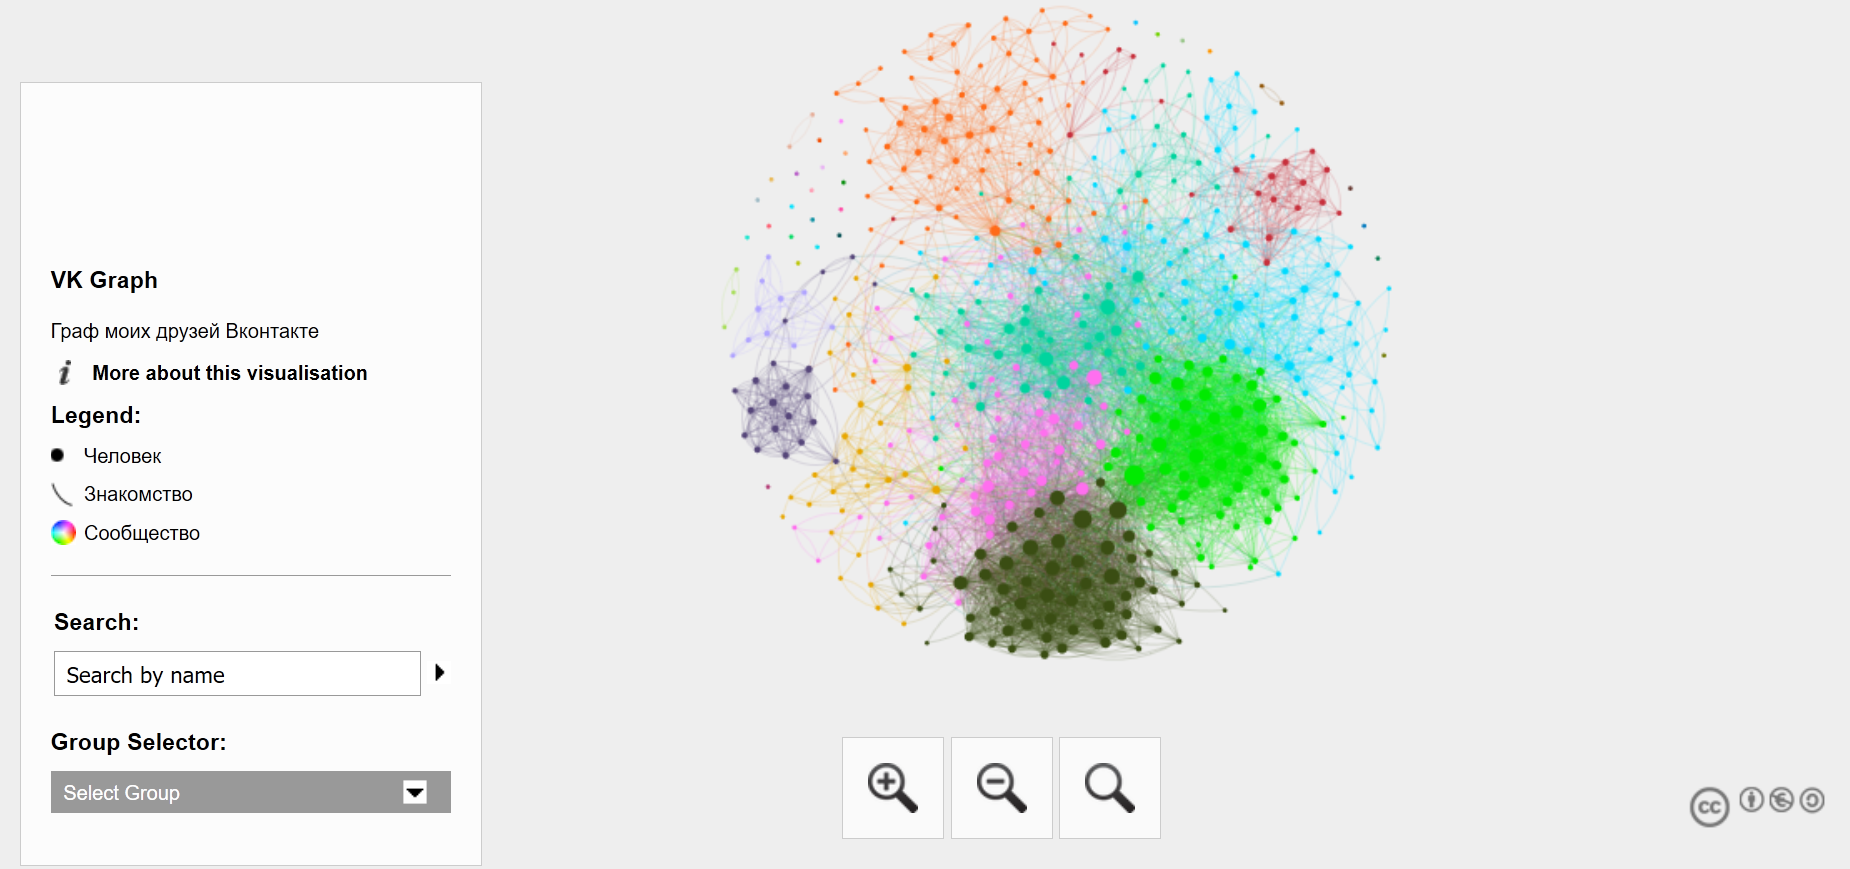 VK Graph
Граф моих друзей Вконтакте
i More about this visualisation
Legend:
Человек
Знакомство
Сообщество
Search:
Search by name
Group Selector:
Select Group
cc